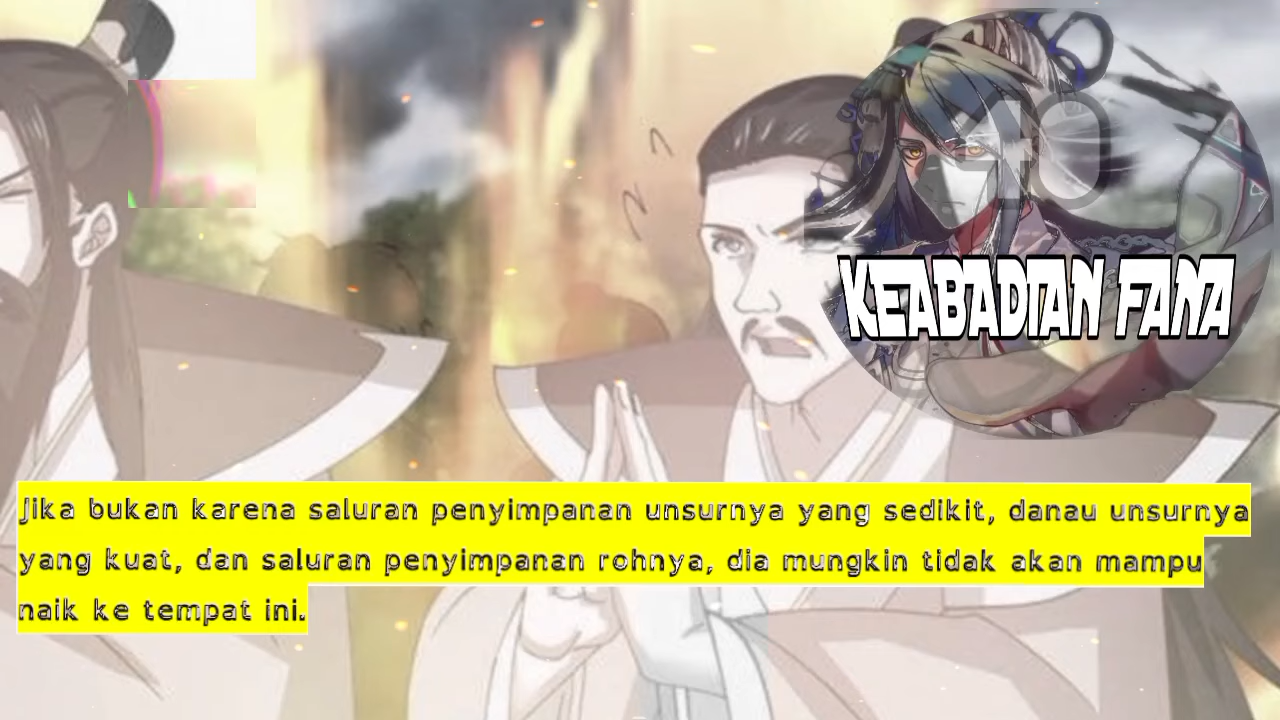 40
KEABADIAN FANA
Jika bukan karena saluran penyimpanan unsurnya yang sedikit, danau unsurnya
yang kuat, dan saluran penyimpanan rohnya, dia mungkin tidak akan mampu
naik ke tempat ini.